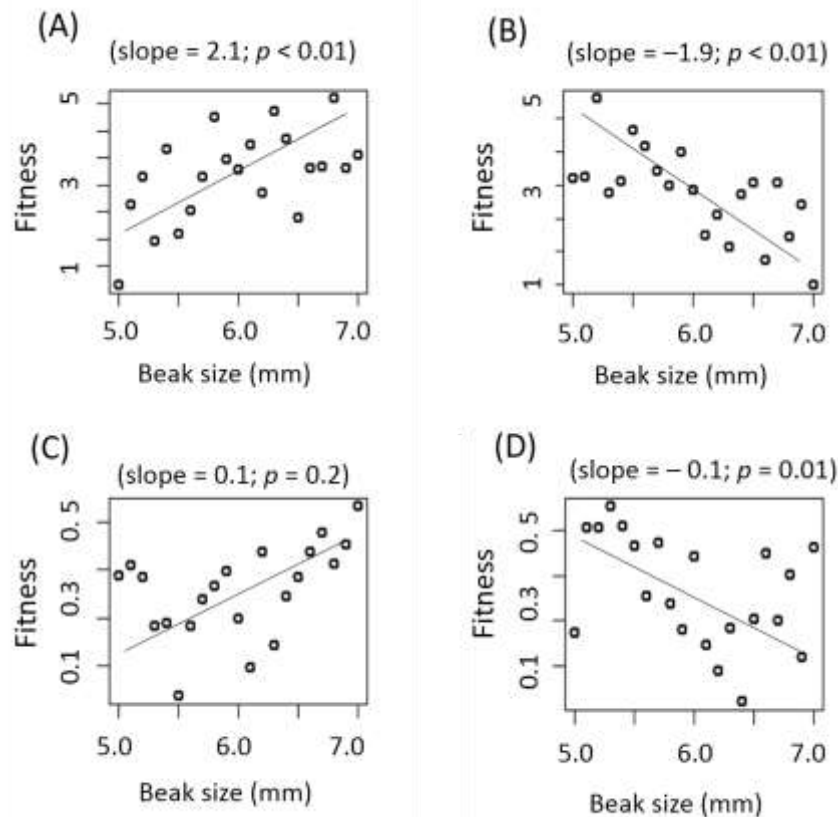 (A)
(slope = 2.1; p < 0.01)
Fitness
5
3
1
5.0 6.0 7.0
Beak size (mm)
(B)
(slope = –1.9; p < 0.01)
Fitness
5
3
1
5.0 6.0 7.0
Beak size (mm)
(C)
(slope = 0.1; p = 0.2)
Fitness
0.5
0.3
0.1
5.0 6.0 7.0
Beak size (mm)
(D)
(slope = – 0.1; p = 0.01)
Fitness
0.5
0.3
0.1
5.0 6.0 7.0
Beak size (mm)